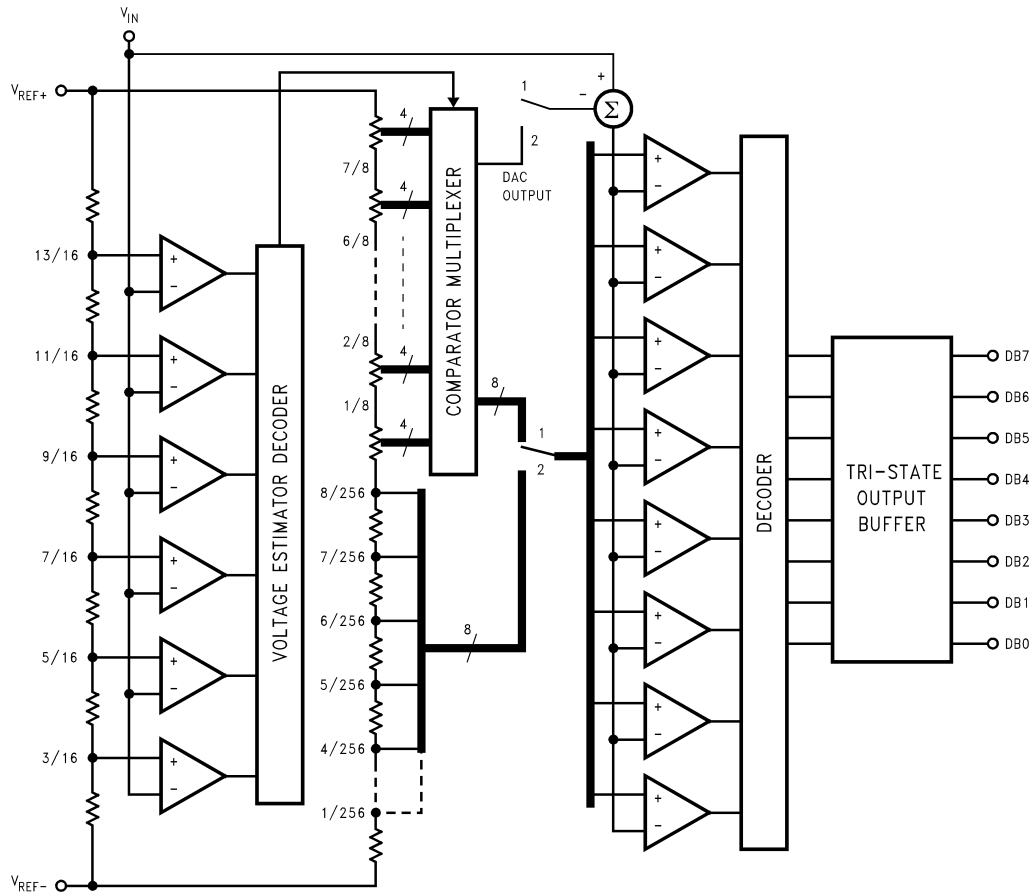 V_IN
V_REF+
13/16
11/16
9/16
7/16
5/16
3/16
V_REF-
+
-
+
-
+
-
+
-
+
-
+
-
VOLTAGE ESTIMATOR DECODER
7/8
6/8
2/8
1/8
8/256
7/256
6/256
5/256
4/256
1/256
4
4
4
4
COMPARATOR MULTIPLEXER
1
2
DAC
OUTPUT
8
1
2
8
+
-
Σ
+
-
+
-
+
-
+
-
+
-
+
-
+
-
+
-
DECODER
TRI-STATE
OUTPUT
BUFFER
DB7
DB6
DB5
DB4
DB3
DB2
DB1
DB0